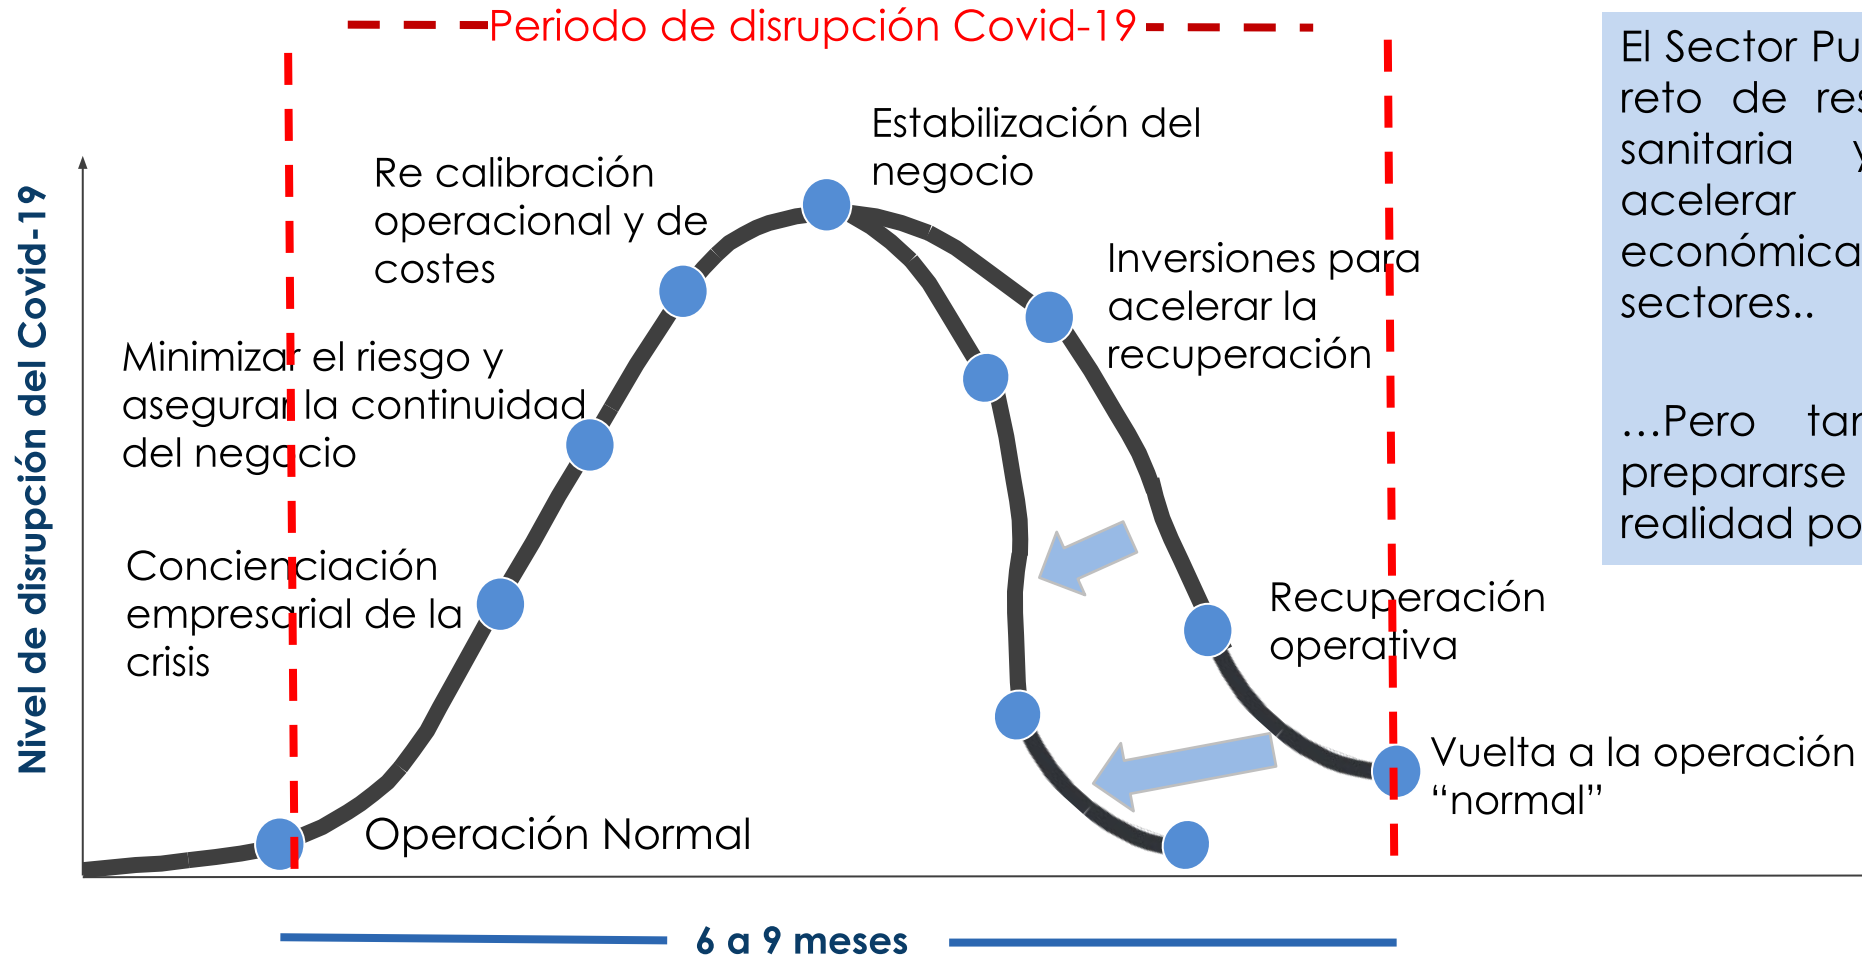 Periodo de disrupción Covid-19
Estabilización del
negocio
Re calibración
operacional y de
costes
Inversiones para
acelerar la
recuperación
Minimizar el riesgo y
asegurar la continuidad
del negocio
Concienciación
empresarial de la
crisis
Recuperación
operativa
Vuelta a la operación
“normal”
Operación Normal
Nivel de disrupción del Covid-19
6 a 9 meses
El Sector Pu
reto de res
sanitaria y
acelerar
económica
sectores..
…Pero tar
prepararse
realidad po